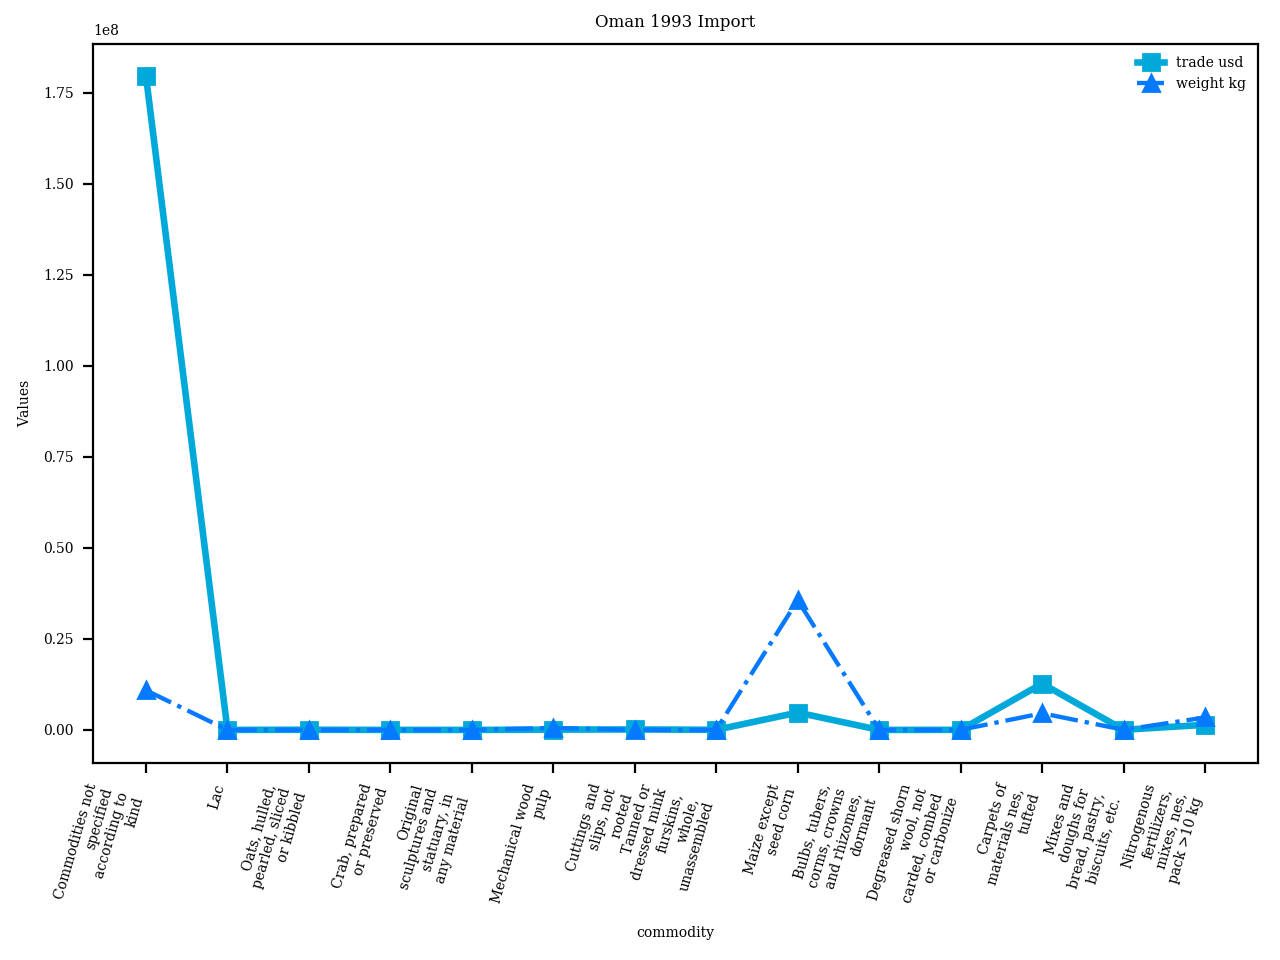 Oman 1993 Import
1e8
trade usd
weight kg
1.75
1.50
1.25
1.00
0.75
0.50
0.25
0.00
Values
Commodities not
specified
according to
kind
Lac
Oats, hulled,
pearled, sliced
or kibbled
Crab, prepared
or preserved
Original
sculptures and
statuary, in
any material
Mechanical wood
pulp
Cuttings and
slips, not
rooted
Tanned or
dressed mink
furskins,
whole,
unassembled
Maize except
seed corn
Bulbs, tubers,
corms, crowns
and rhizomes,
dormant
Degreased shorn
wool, not
carded, combed
or carbonize
Carpets of
materials nes,
tufted
Mixes and
doughs for
bread, pastry,
biscuits, etc.
Nitrogenous
fertilizers,
mixes, nes,
pack >10 kg
commodity